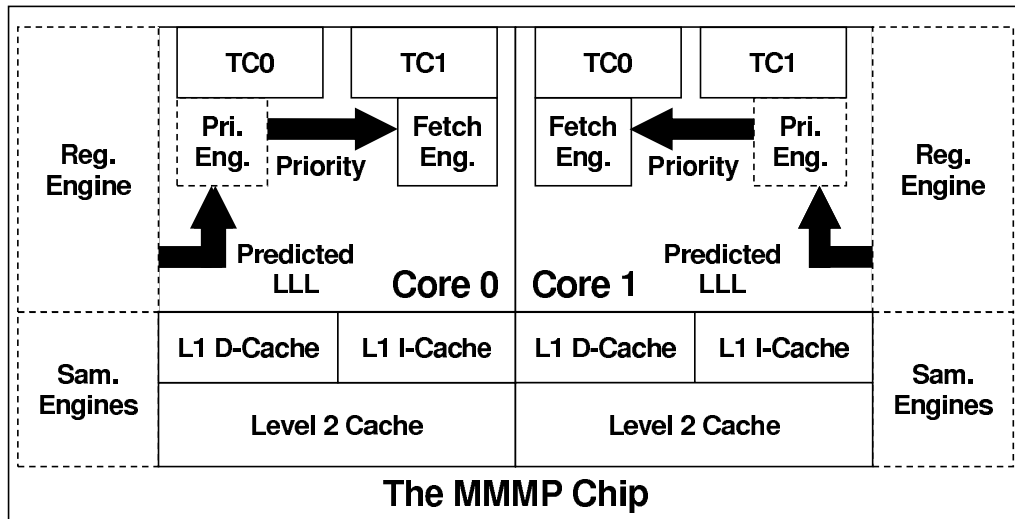 TC0
TC1
TC0
TC1
Reg.
Engine
Pri.
Eng.
Priority
Fetch
Eng.
Fetch
Eng.
Priority
Pri.
Eng.
Reg.
Engine
Predicted
LLL
Core 0
Core 1
Predicted
LLL
Sam.
Engines
L1 D-Cache
L1 I-Cache
L1 D-Cache
L1 I-Cache
Sam.
Engines
Level 2 Cache
Level 2 Cache
The MMMP Chip